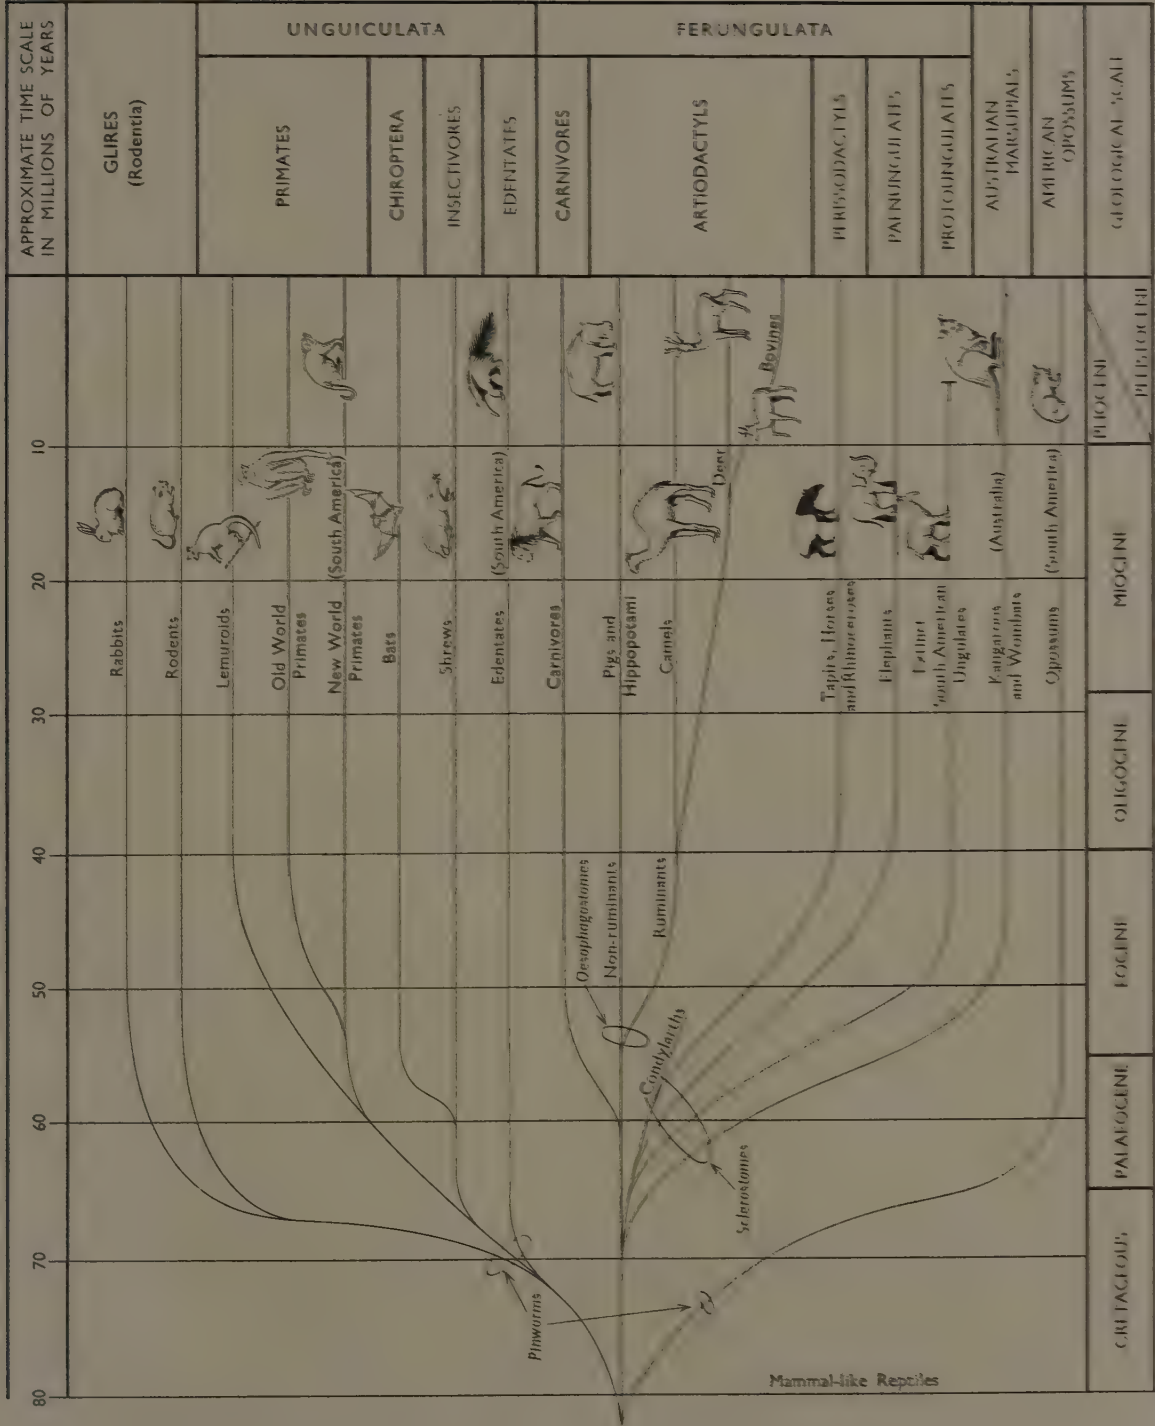 APPROXIMATE TIME SCALE
IN MILLIONS OF YEARS
GLIRES
(Rodentia)
UNGUICULATA
PRIMATES
CHIROPTERA
INSECTIVORES
EDENTATES
FERUNGULATA
CARNIVORES
ARTIODACTYLS
PERISSODACTYLS
PAENUNGULATES
PROTOUNGULATES
AUSTRALIAN
MARSUPIALS
AMERICAN
OPOSSUMS
GEOLOGICAL SCALE
PLIOCENE
PLEISTOCENE
Bovines
10
(South America)
(South America)
Deer
(Australia)
(South America)
MIOCENE
20
Rabbits
Rodents
Lemuroids
Old World
Primates
New World
Primates
Bats
Shrews
Edentates
Carnivores
Pigs and
Hippopotami
Camels
Tapirs, Horses
and Rhinoceroses
Elephants
Extinct
South American
Ungulates
Kangaroos
and Wombats
Opossums
30
OLIGOCENE
40
Oesophagostomes
Non-ruminants
Ruminants
EOCENE
50
Condylarths
PALAEOCENE
60
Sclerostomes
70
Pinworms
CRETACEOUS
80
Mammal-like Reptiles